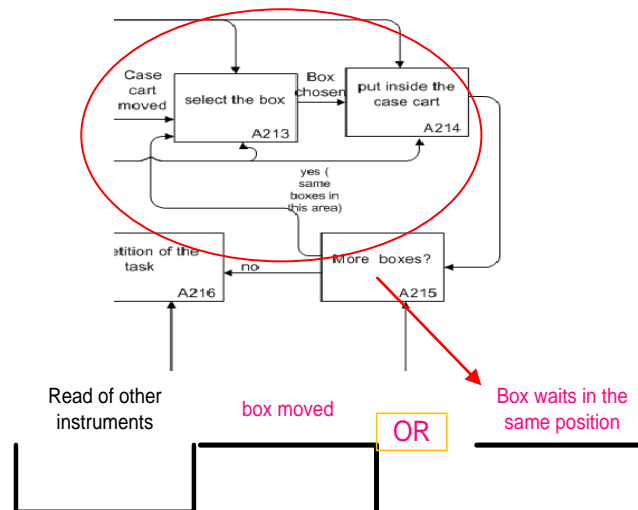 Case
cart
moved
select the box
A213
Box
chosen
put inside the
case cart
A214
yes (
same
boxes in
this area)
etition of the
task
A216
no
More boxes?
A215
Read of other
instruments
box moved
OR
Box waits in the
same position